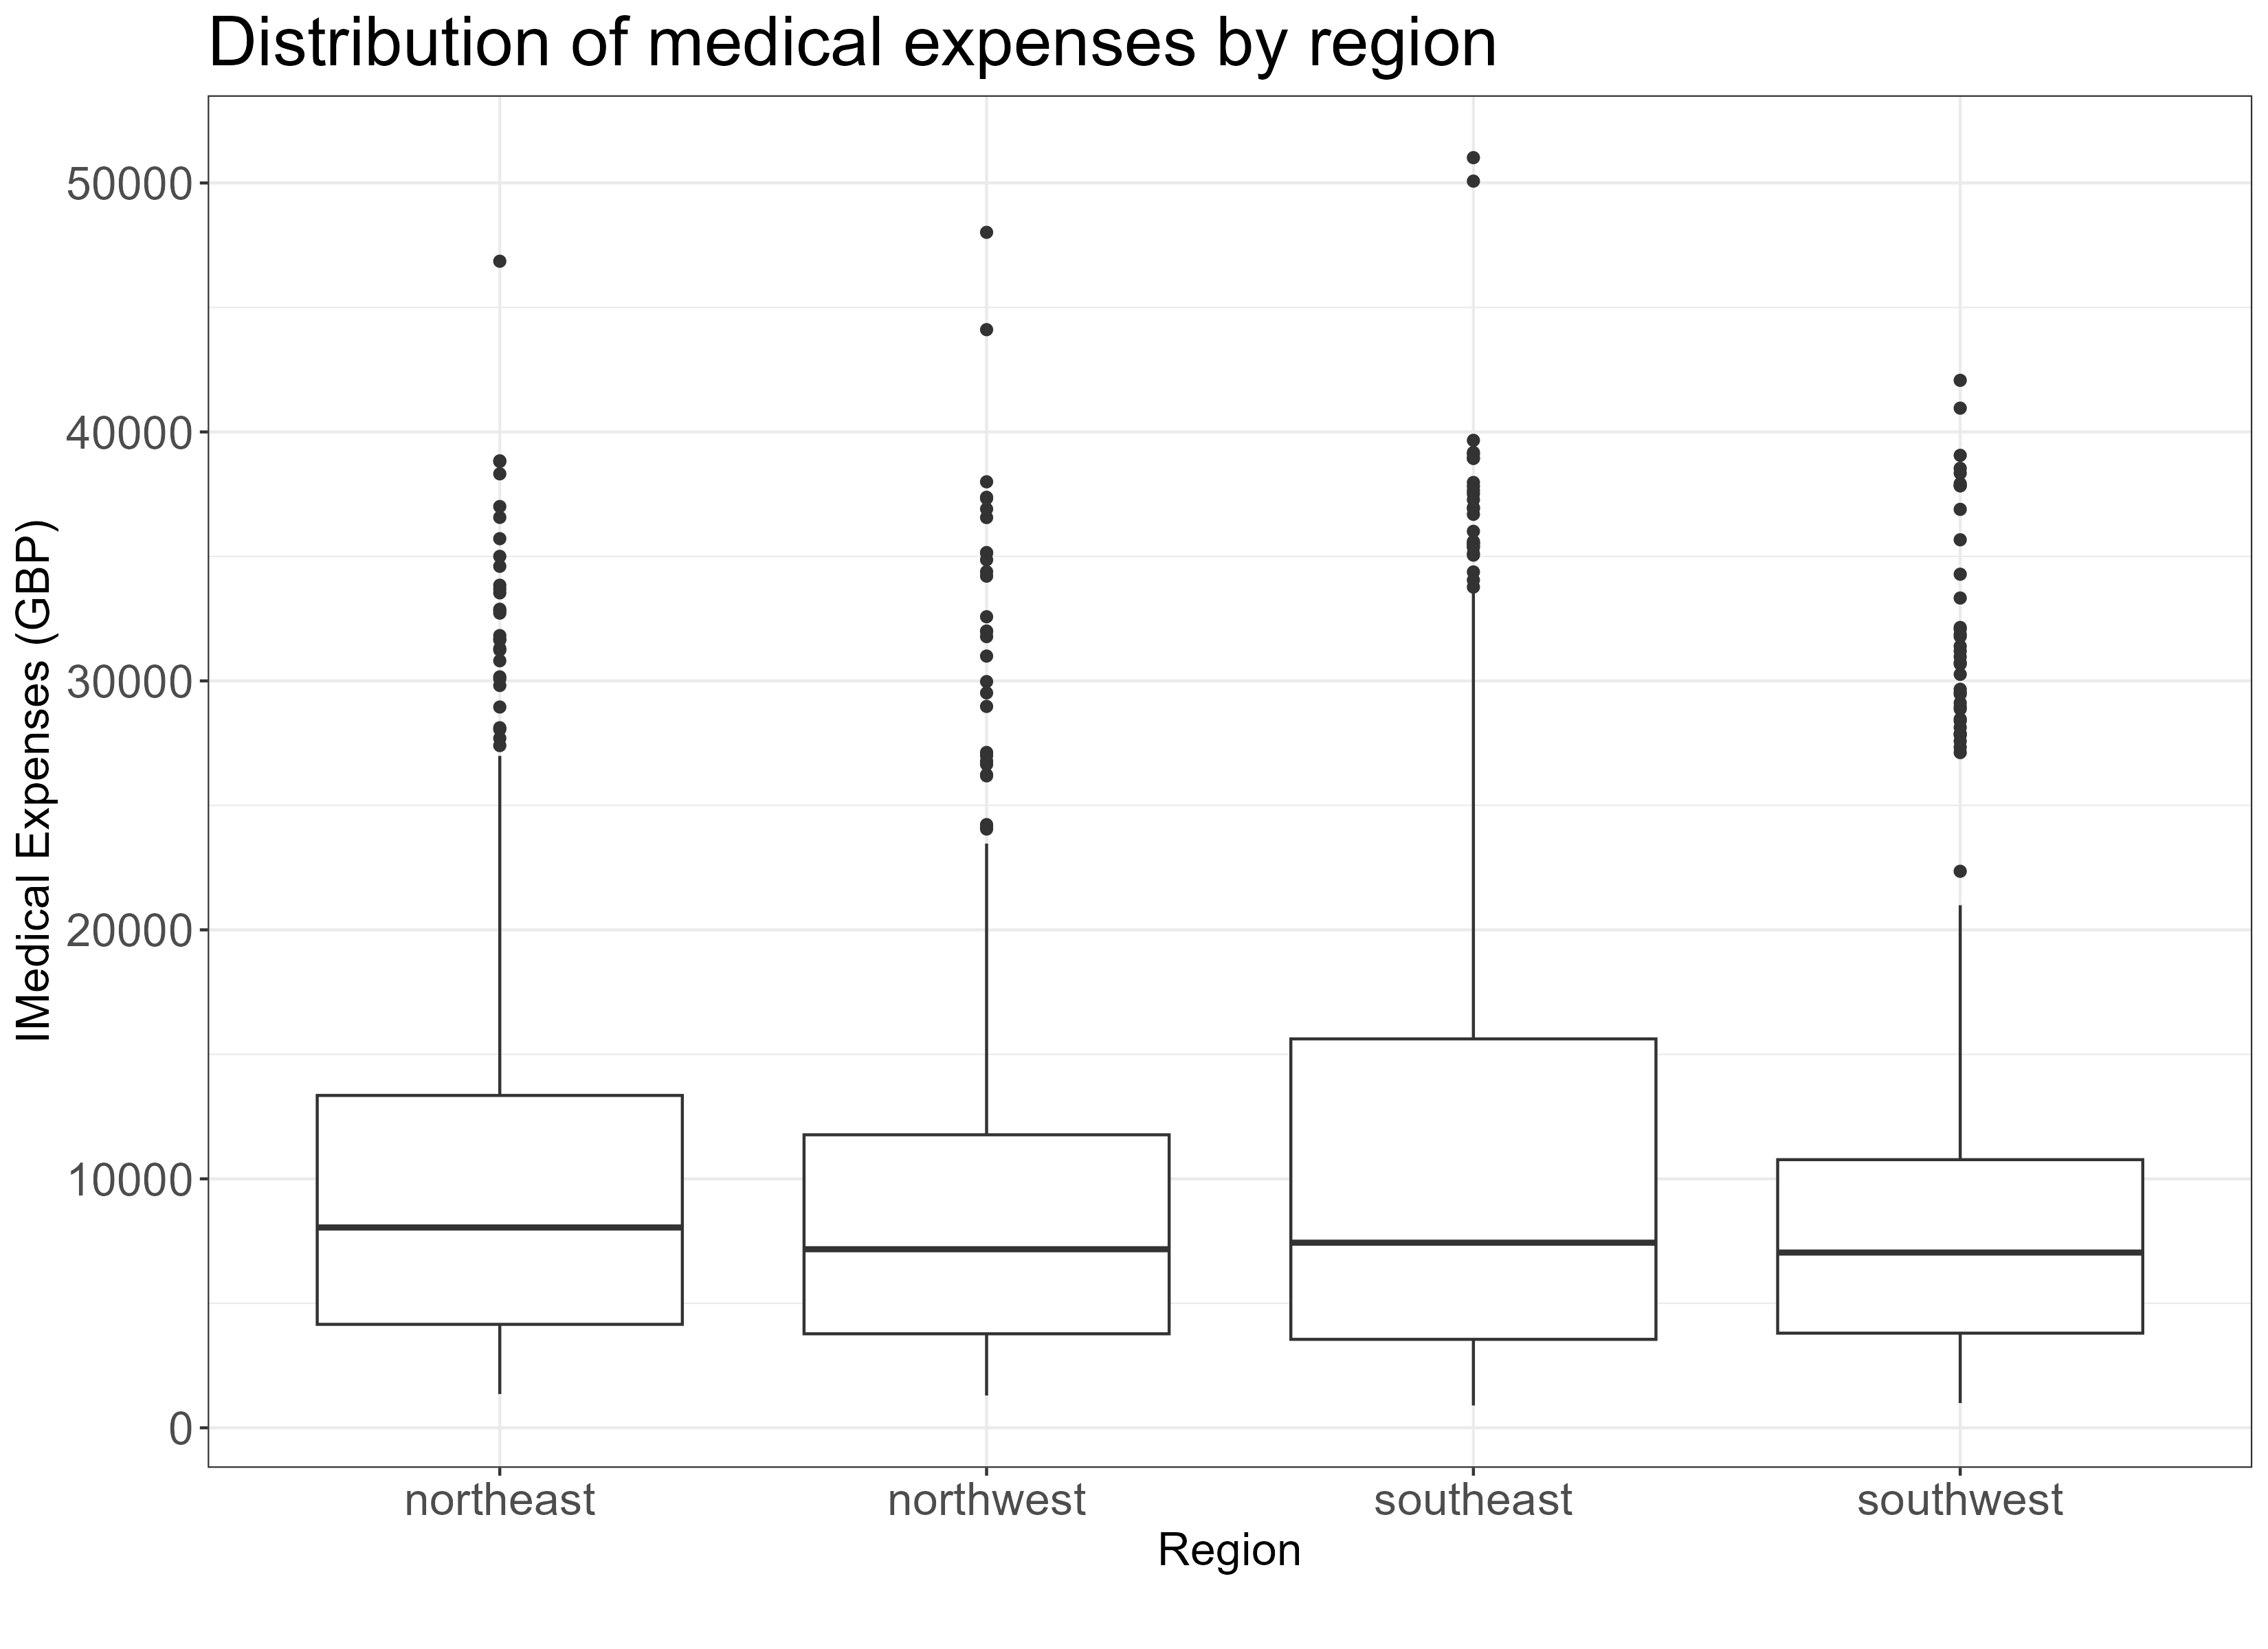 Distribution of medical expenses by region
IMedical Expenses (GBP)
50000
40000
30000
20000
10000
0
northeast northwest southeast southwest
Region